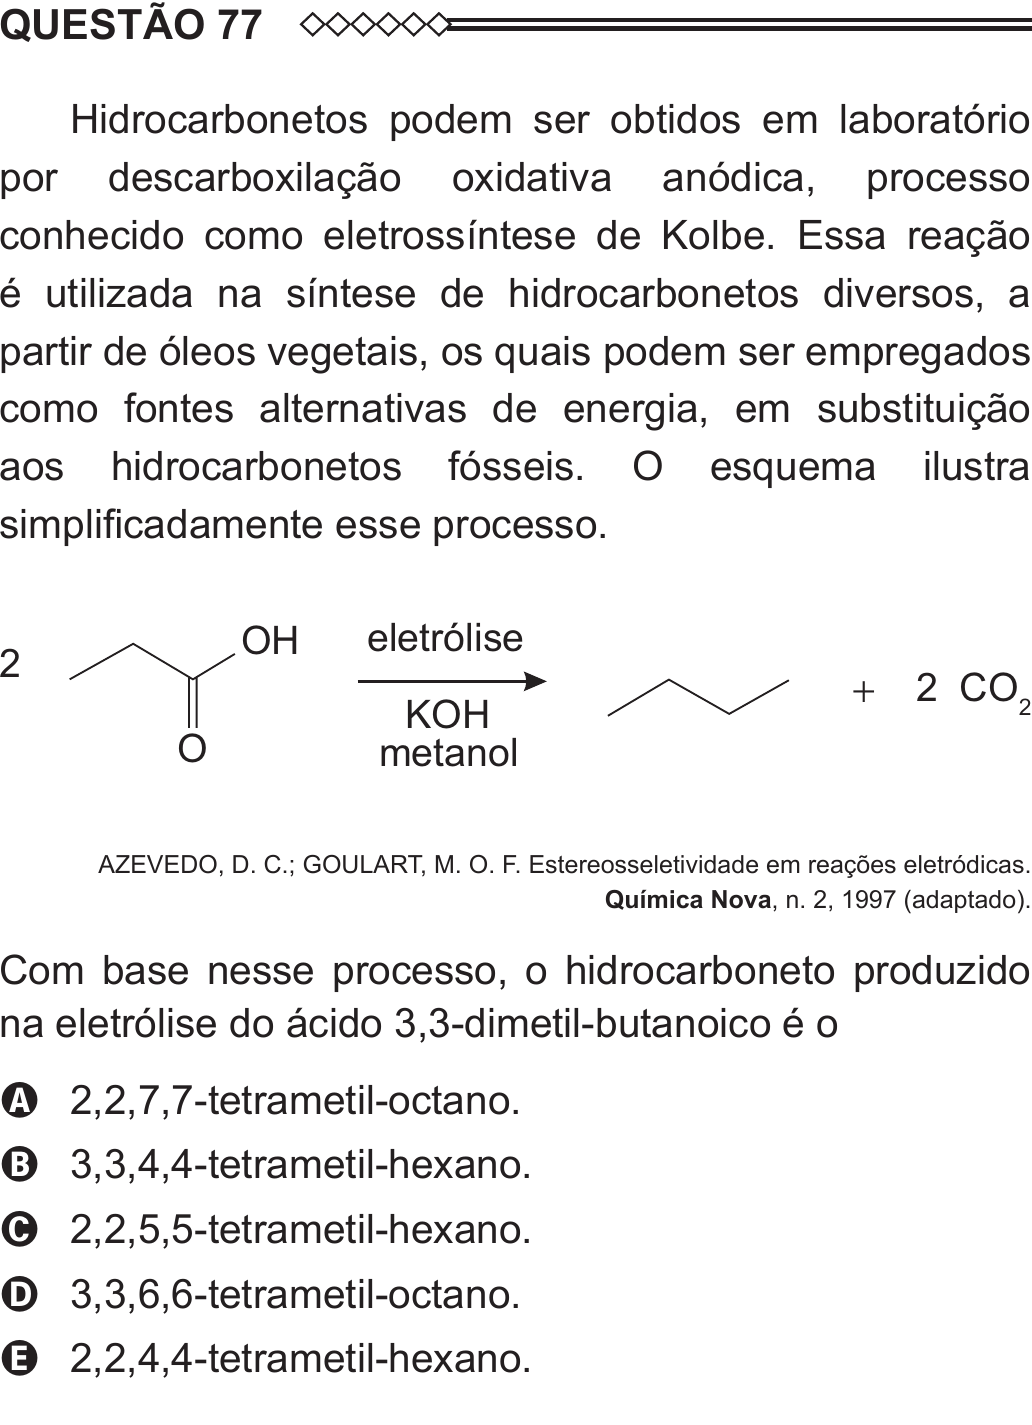 QUESTÃO 77
Hidrocarbonetos podem ser obtidos em laboratório
por descarboxilação oxidativa anódica, processo
conhecido como eletrossíntese de Kolbe. Essa reação
é utilizada na síntese de hidrocarbonetos diversos, a
partir de óleos vegetais, os quais podem ser empregados
como fontes alternativas de energia, em substituição
aos hidrocarbonetos fósseis. O esquema ilustra
simplificadamente esse processo.
2 OH O eletrólise + 2 CO₂
KOH
metanol
AZEVEDO, D. C.; GOULART, M. O. F. Estereosseletividade em reações eletródicas.
Química Nova, n. 2, 1997 (adaptado).
Com base nesse processo, o hidrocarboneto produzido
na eletrólise do ácido 3,3-dimetil-butanoico é o
A 2,2,7,7-tetrametil-octano.
B 3,3,4,4-tetrametil-hexano.
C 2,2,5,5-tetrametil-hexano.
D 3,3,6,6-tetrametil-octano.
E 2,2,4,4-tetrametil-hexano.